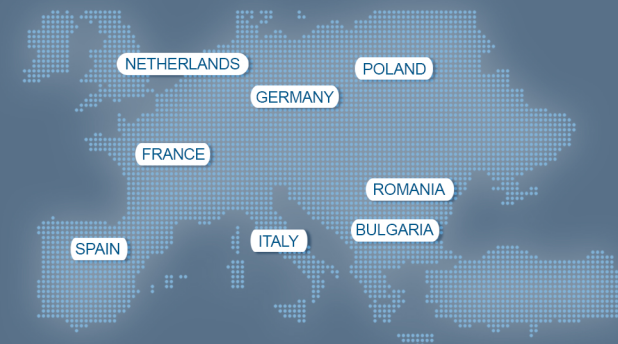 NETHERLANDS
POLAND
GERMANY
FRANCE
ROMANIA
BULGARIA
ITALY
SPAIN